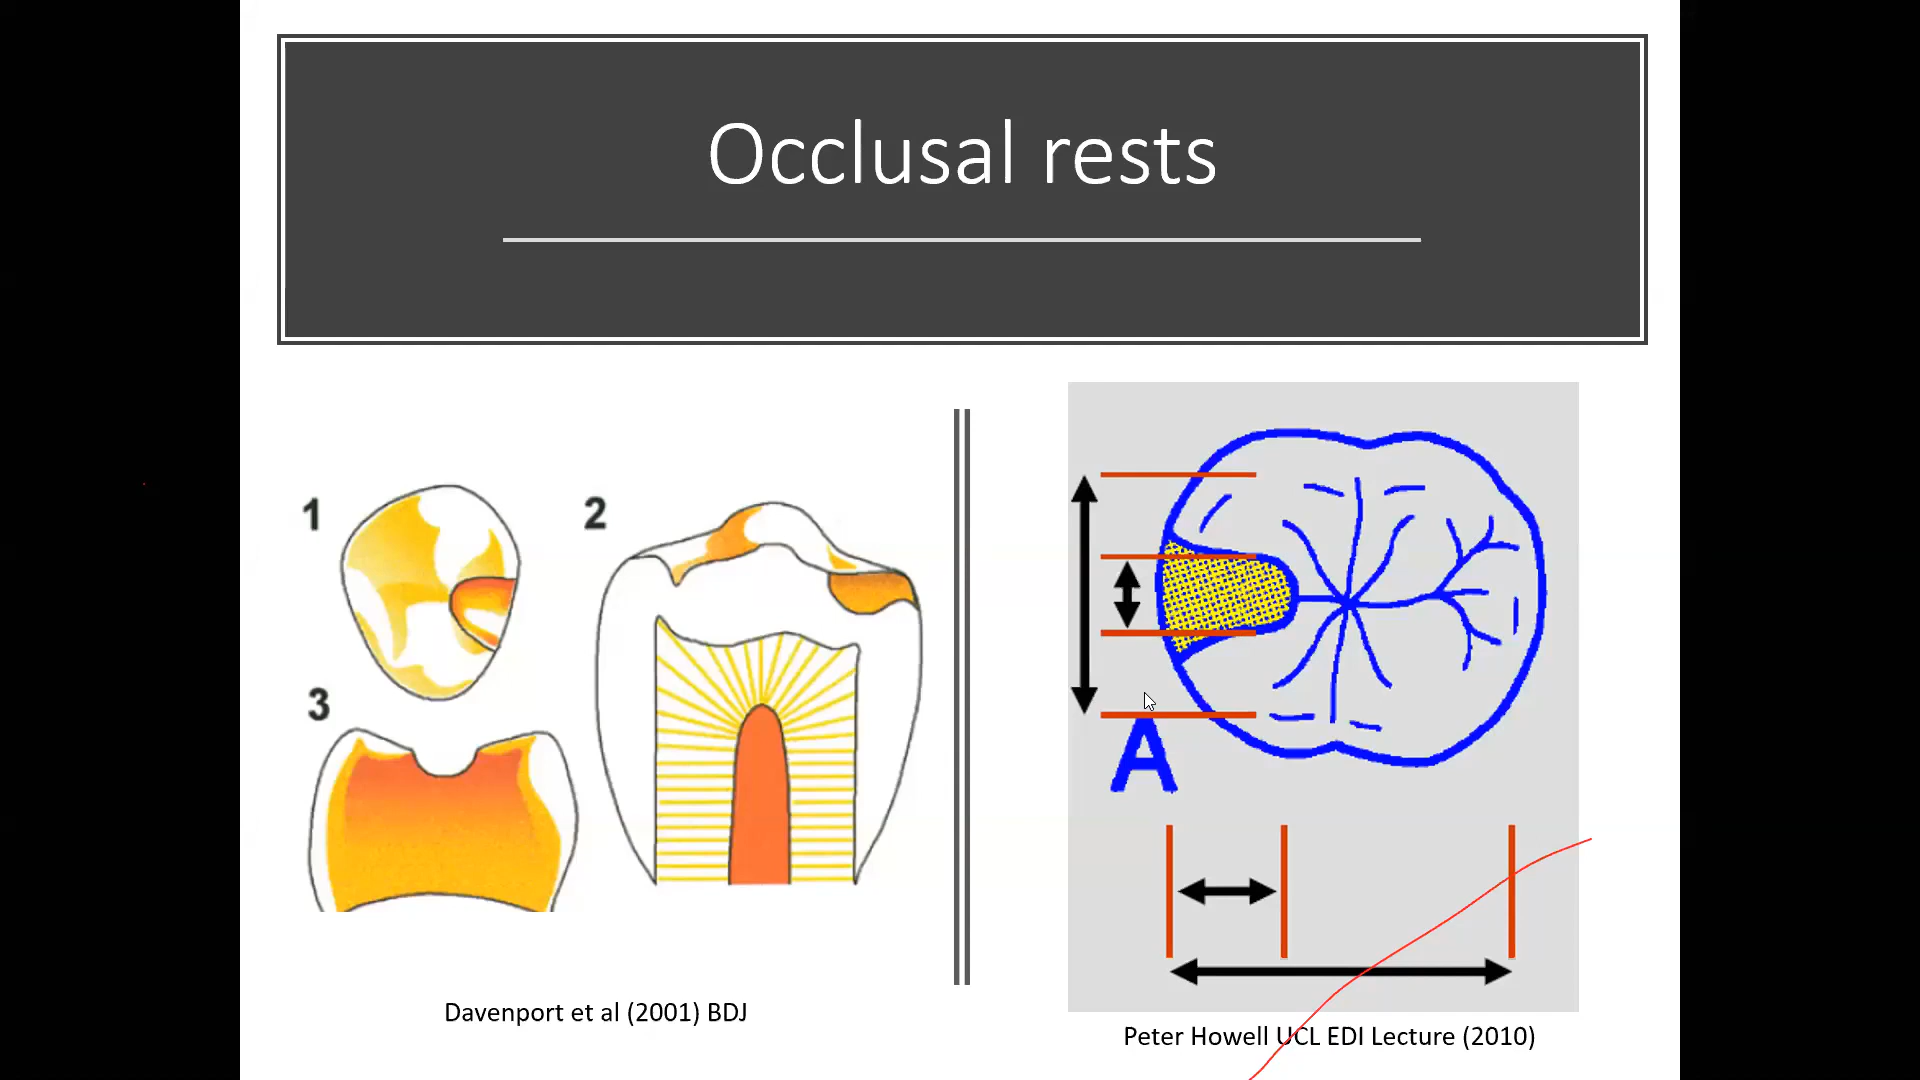 Occlusal rests
1
2
3
A
Davenport et al (2001) BDJ
Peter Howell UCL EDI Lecture (2010)